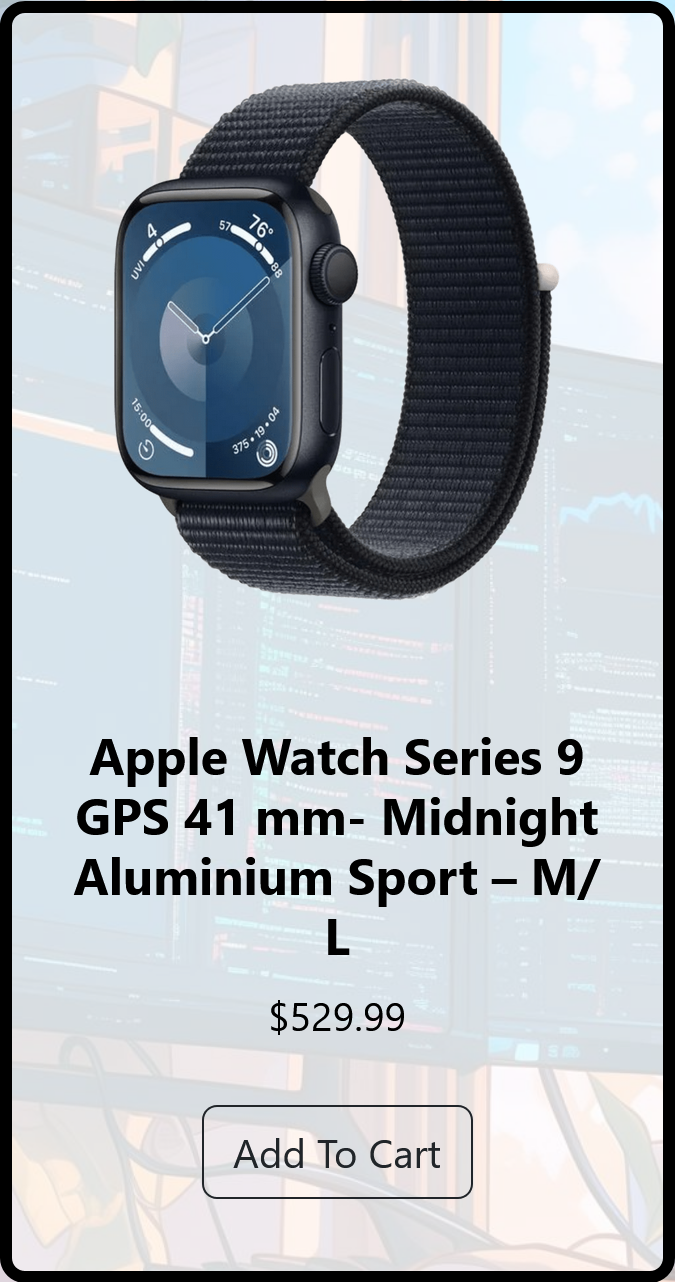 4
UVI
57
76°
88
15:00
375 • 19 • 04
Apple Watch Series 9
GPS 41 mm- Midnight
Aluminium Sport – M/
L
$529.99
Add To Cart